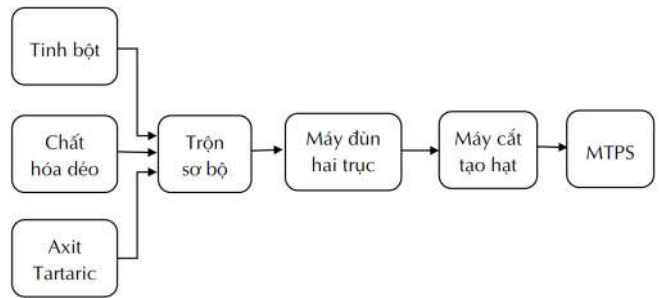 Tinh bột
Chất
hóa dẻo
Axit
Tartaric
Trộn
sơ bộ
Máy đùn
hai trục
Máy cắt
tạo hạt
MTPS